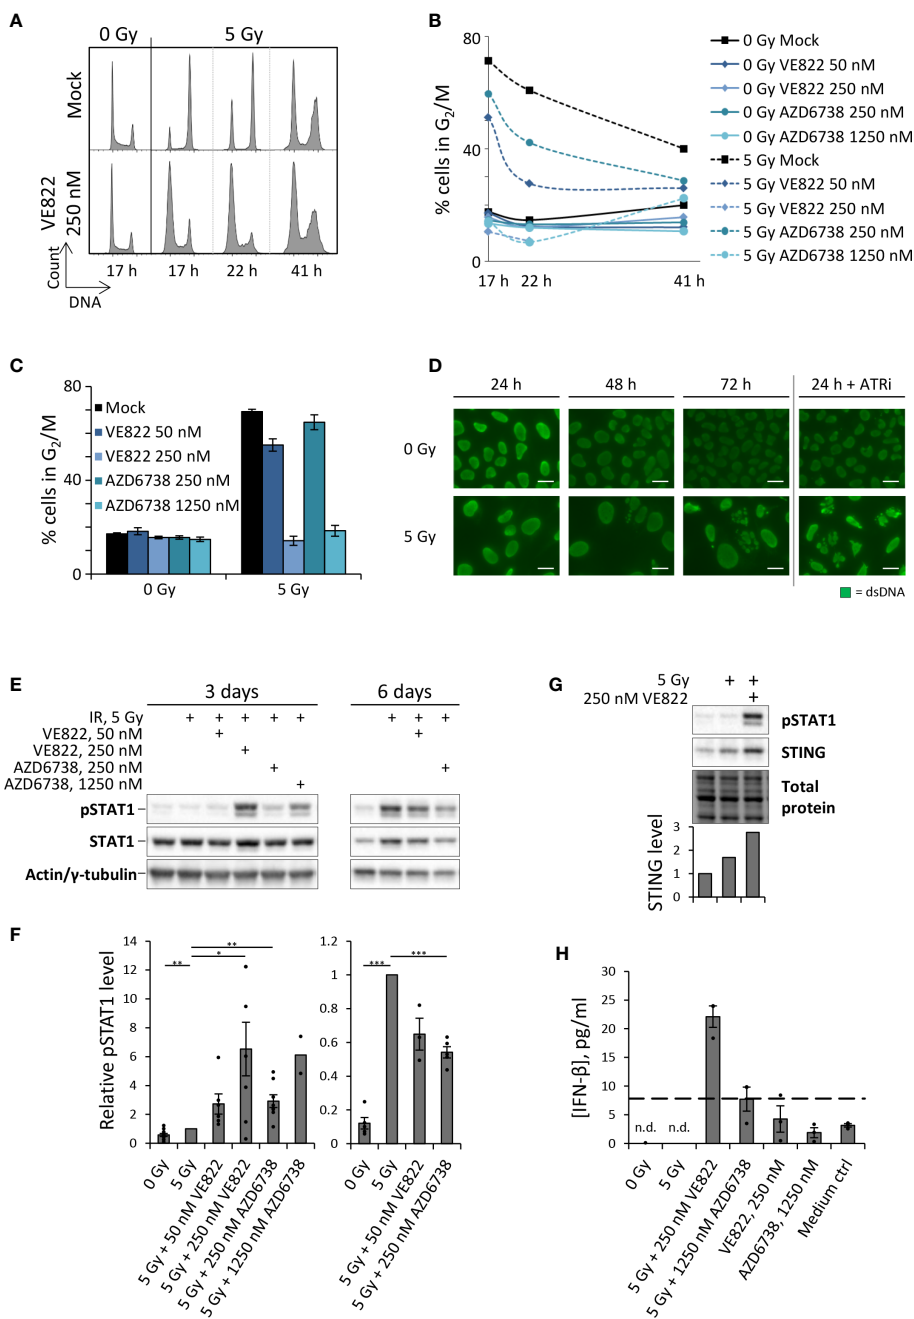 A
0 Gy
5 Gy
Mock
VE822
250 nM
Count
DNA
17 h
17 h
22 h
41 h
B
% cells in G2/M
80
40
0
17 h
22 h
41 h
0 Gy Mock
0 Gy VE822 50 nM
0 Gy VE822 250 nM
0 Gy AZD6738 250 nM
0 Gy AZD6738 1250 nM
5 Gy Mock
5 Gy VE822 50 nM
5 Gy VE822 250 nM
5 Gy AZD6738 250 nM
5 Gy AZD6738 1250 nM
C
% cells in G2/M
80
40
0
Mock
VE822 50 nM
VE822 250 nM
AZD6738 250 nM
AZD6738 1250 nM
0 Gy
5 Gy
D
24 h
48 h
72 h
24 h + ATRi
0 Gy
5 Gy
= dsDNA
E
3 days
6 days
IR, 5 Gy + + + + + + + +
VE822, 50 nM + +
VE822, 250 nM +
AZD6738, 250 nM + +
AZD6738, 1250 nM +
pSTAT1
STAT1
Actin/γ-tubulin
G
5 Gy + +
250 nM VE822 +
pSTAT1
STING
Total
protein
STING level
3
2
1
0
F
Relative pSTAT1 level
14
12
10
8
6
4
2
0
**
*
**
0 Gy
5 Gy
5 Gy + 50 nM VE822
5 Gy + 250 nM VE822
5 Gy + 250 nM AZD6738
5 Gy + 1250 nM AZD6738
1.2
1
0.8
0.6
0.4
0.2
0
***
***
0 Gy
5 Gy
5 Gy + 50 nM VE822
5 Gy + 250 nM AZD6738
H
[IFN-β], pg/ml
30
25
20
15
10
5
0
n.d.
n.d.
0 Gy
5 Gy
5 Gy + 250 nM VE822
5 Gy + 1250 nM AZD6738
VE822, 250 nM
AZD6738, 1250 nM
Medium ctrl